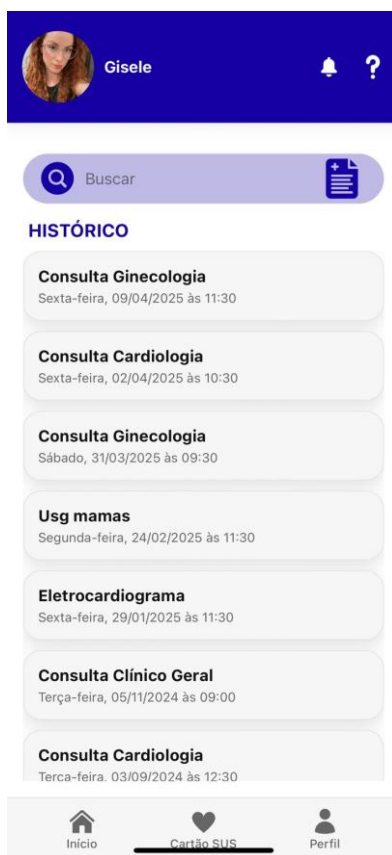 Gisele
?
Buscar
HISTÓRICO
Consulta Ginecologia
Sexta-feira, 09/04/2025 às 11:30
Consulta Cardiologia
Sexta-feira, 02/04/2025 às 10:30
Consulta Ginecologia
Sábado, 31/03/2025 às 09:30
Usg mamas
Segunda-feira, 24/02/2025 às 11:30
Eletrocardiograma
Sexta-feira, 29/01/2025 às 11:30
Consulta Clínico Geral
Terça-feira, 05/11/2024 às 09:00
Consulta Cardiologia
Terça-feira, 03/09/2024 às 12:30
Início
Cartão SUS
Perfil